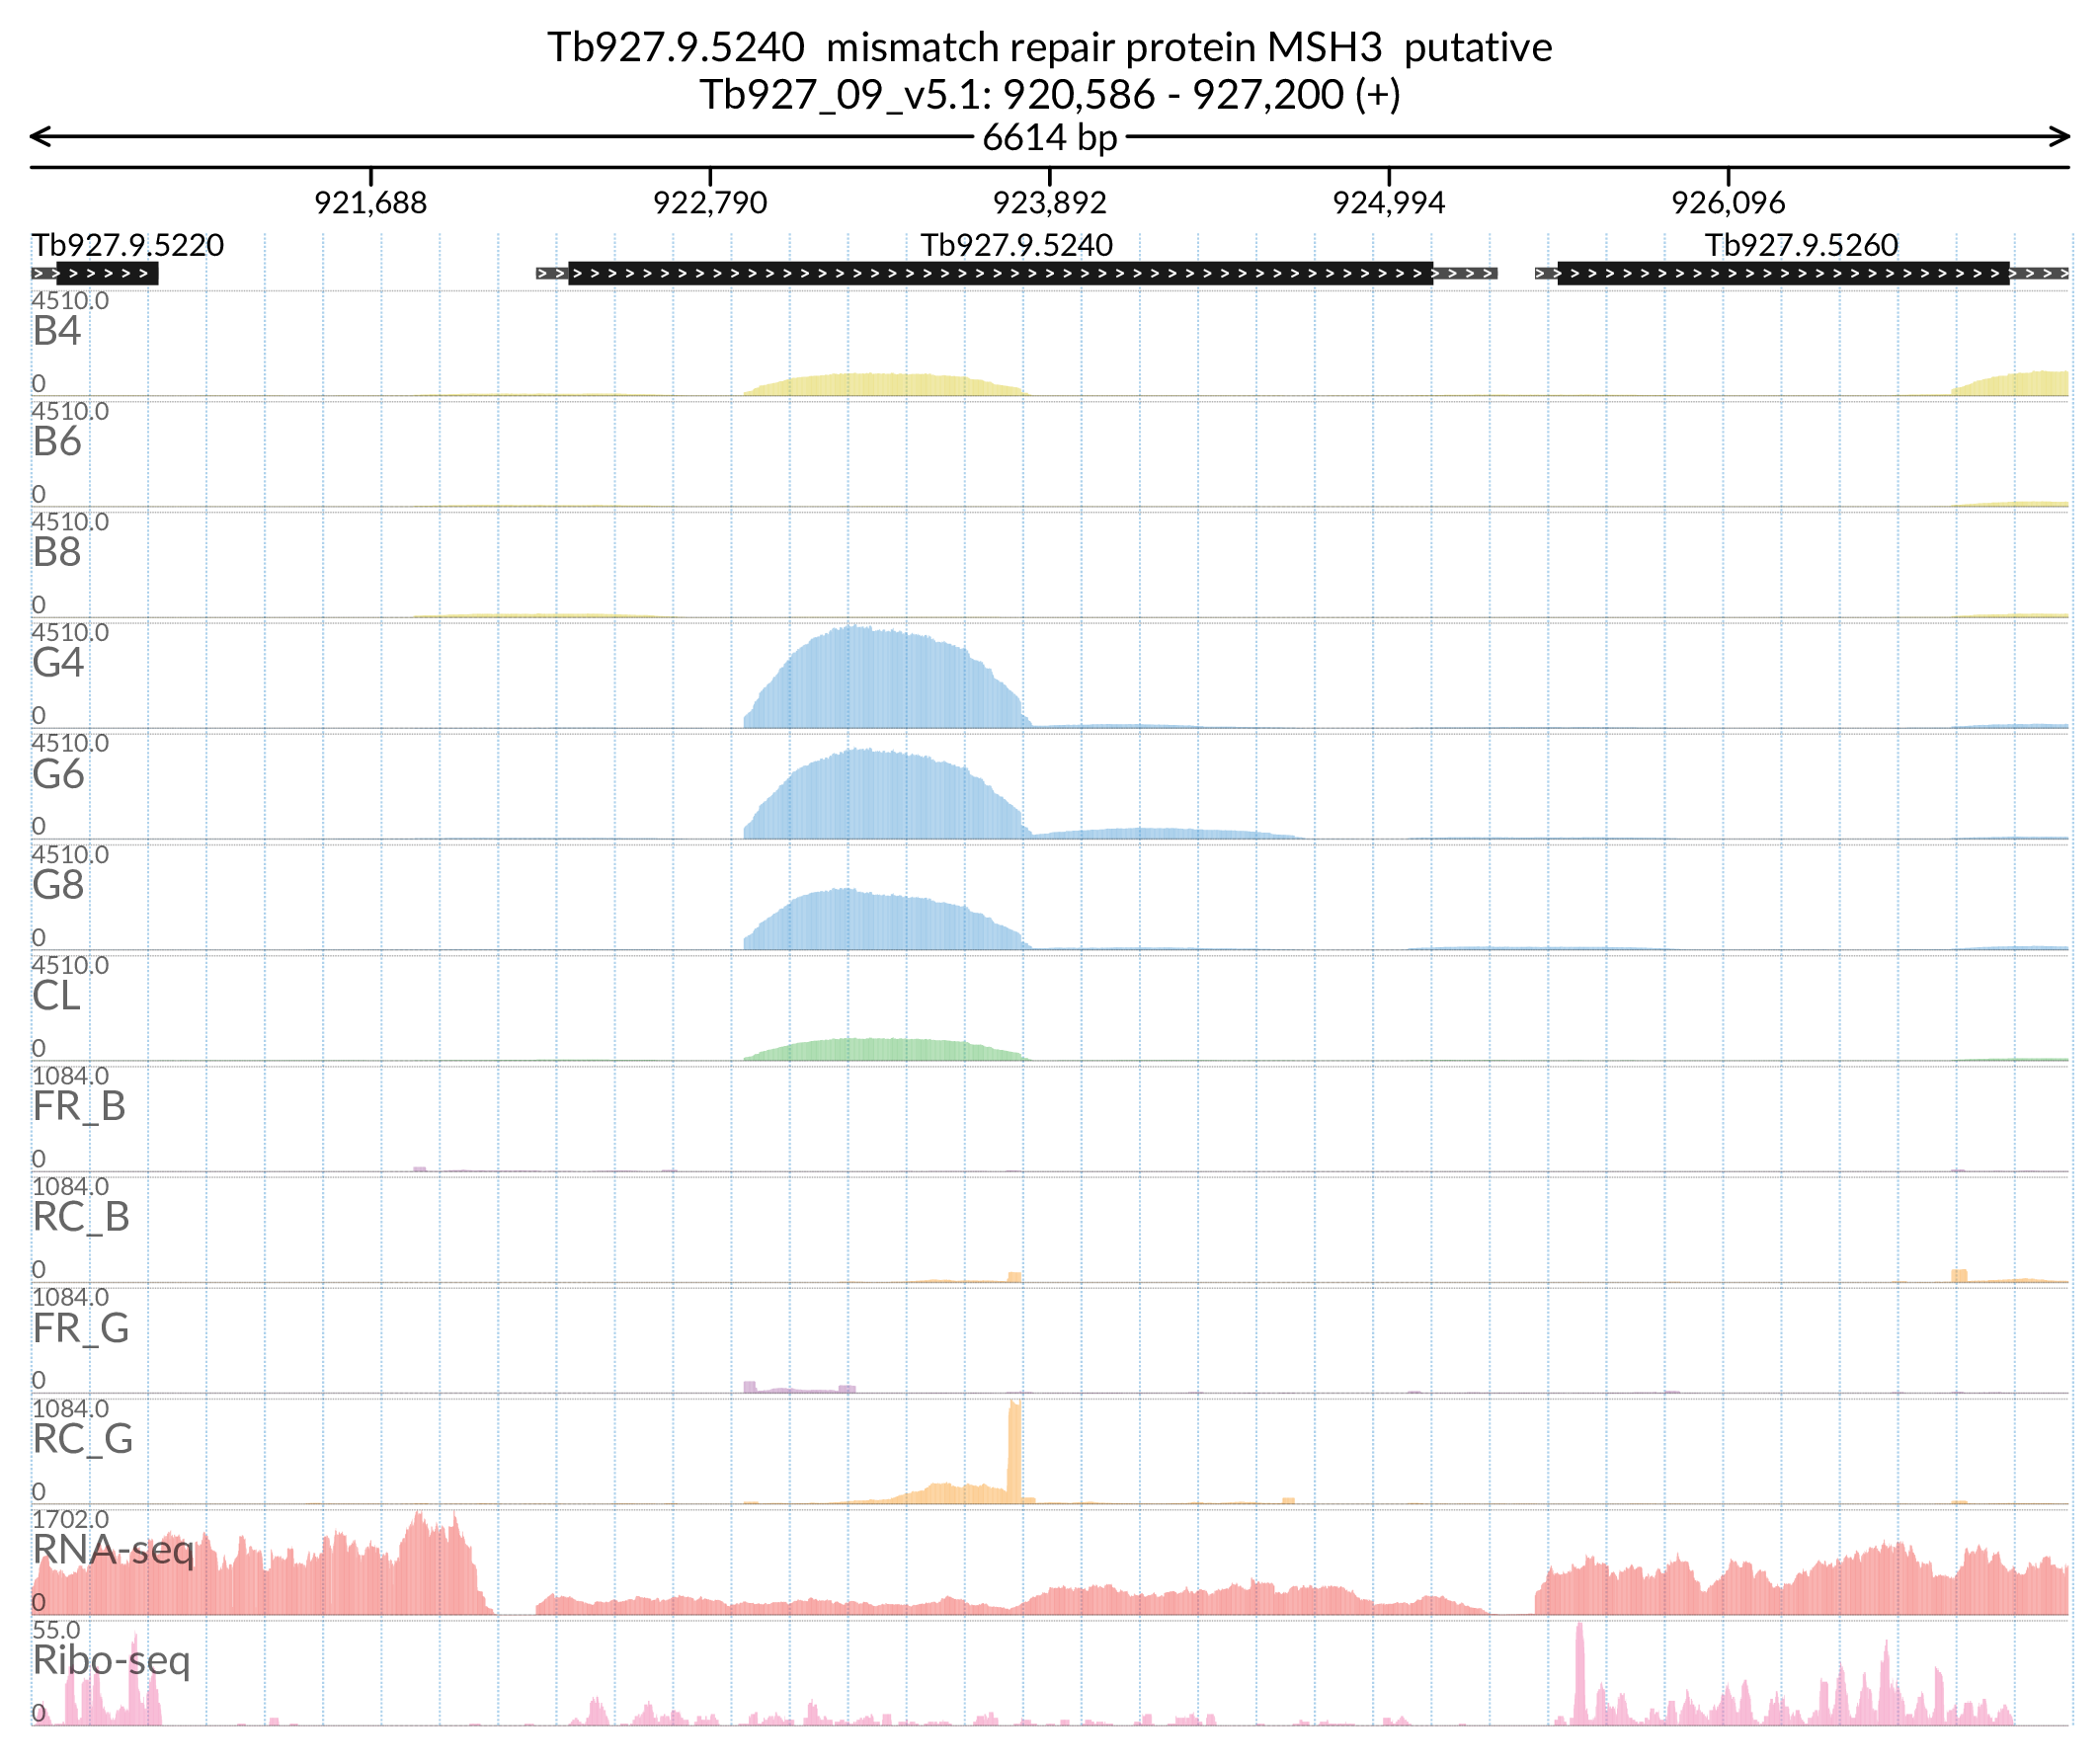 Tb927.9.5240 mismatch repair protein MSH3 putative
Tb927_09_v5.1: 920,586 - 927,200 (+)
6614 bp
921,688 922,790 923,892 924,994 926,096
Tb927.9.5220 Tb927.9.5240 Tb927.9.5260
4510.0
B4
0
4510.0
B6
0
4510.0
B8
0
4510.0
G4
0
4510.0
G6
0
4510.0
G8
0
4510.0
CL
0
1084.0
FR_B
0
1084.0
RC_B
0
1084.0
FR_G
0
1084.0
RC_G
0
1702.0
RNA-seq
0
55.0
Ribo-seq
0